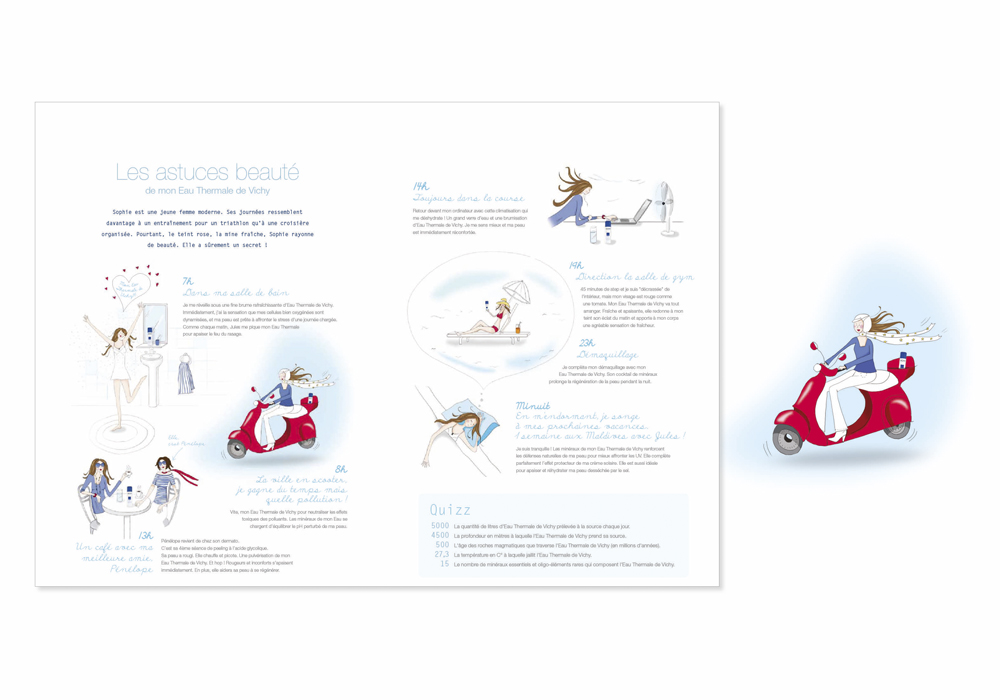 Les astuces beauté
de mon Eau Thermale de Vichy
Sophie est une jeune femme moderne. Ses journées ressemblent
davantage à un entraînement pour un triathlon qu'à une croisière
organisée. Pourtant, le teint rose, la mine fraîche, Sophie rayonne
de beauté. Elle a sûrement un secret !
7h
Dans ma salle de bain
Je me réveille sous une fine brume rafraîchissante d'Eau Thermale de Vichy.
Immédiatement, j'ai la sensation que mes cellules bien oxygénées sont
dynamisées, et ma peau est prête à affronter le stress d'une journée chargée.
Comme chaque matin, Jules me pique mon Eau Thermale
pour apaiser le feu du rasage.
8h
La ville en scooter,
je gagne du temps mais
quelle pollution !
Vite, mon Eau Thermale de Vichy pour neutraliser les effets
toxiques des polluants. Les minéraux de mon Eau se
chargent d'équilibrer le pH perturbé de ma peau.
13h
Un café avec ma
meilleure amie,
Pénélope
Pénélope revient de chez son dermato.
C'est sa 4ème séance de peeling à l'acide glycolique.
Sa peau a rougi. Elle chauffe et picote. Une pulvérisation de mon
Eau Thermale de Vichy. Et hop ! Rougeurs et inconforts s'apaisent
immédiatement. En plus, elle aidera sa peau à se régénérer.
14h
Toujours dans la course
Retour devant mon ordinateur avec cette climatisation qui
me déshydrate ! Un grand verre d'eau et une brumisation
d'Eau Thermale de Vichy. Je me sens mieux et ma peau
est immédiatement réconfortée.
19h
Direction la salle de gym
45 minutes de step et je suis "décrassée" de
l'intérieur, mais mon visage est rouge comme
une tomate. Mon Eau Thermale de Vichy va tout
arranger. Fraîche et apaisante, elle redonne à mon
teint son éclat du matin et apporte à mon corps
une agréable sensation de fraîcheur.
23h
Démaquillage
Je complète mon démaquillage avec mon
Eau Thermale de Vichy. Son cocktail de minéraux
prolonge la régénération de la peau pendant la nuit.
Minuit
En m'endormant, je songe
à mes prochaines vacances.
1 semaine aux Maldives avec Jules !
Je suis tranquille ! Les minéraux de mon Eau Thermale de Vichy renforcent
les défenses naturelles de ma peau pour mieux affronter les UV. Elle complète
parfaitement l'effet protecteur de ma crème solaire. Elle est aussi idéale
pour apaiser et réhydrater ma peau desséchée par le sel.
Quizz
5000 La quantité de litres d'Eau Thermale de Vichy prélevée à la source chaque jour.
4500 La profondeur en mètres à laquelle l'Eau Thermale de Vichy prend sa source.
500 L'âge des roches magmatiques que traverse l'Eau Thermale de Vichy (en millions d'années).
27,3 La température en C° à laquelle jaillit l'Eau Thermale de Vichy.
15 Le nombre de minéraux essentiels et oligo-éléments rares qui composent l'Eau Thermale de Vichy.